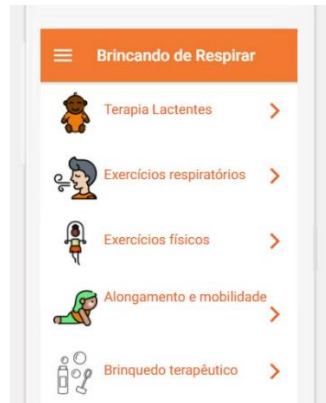 Brincando de Respirar
Terapia Lactentes
Exercícios respiratórios
Exercícios físicos
Alongamento e mobilidade
Brinquedo terapêutico